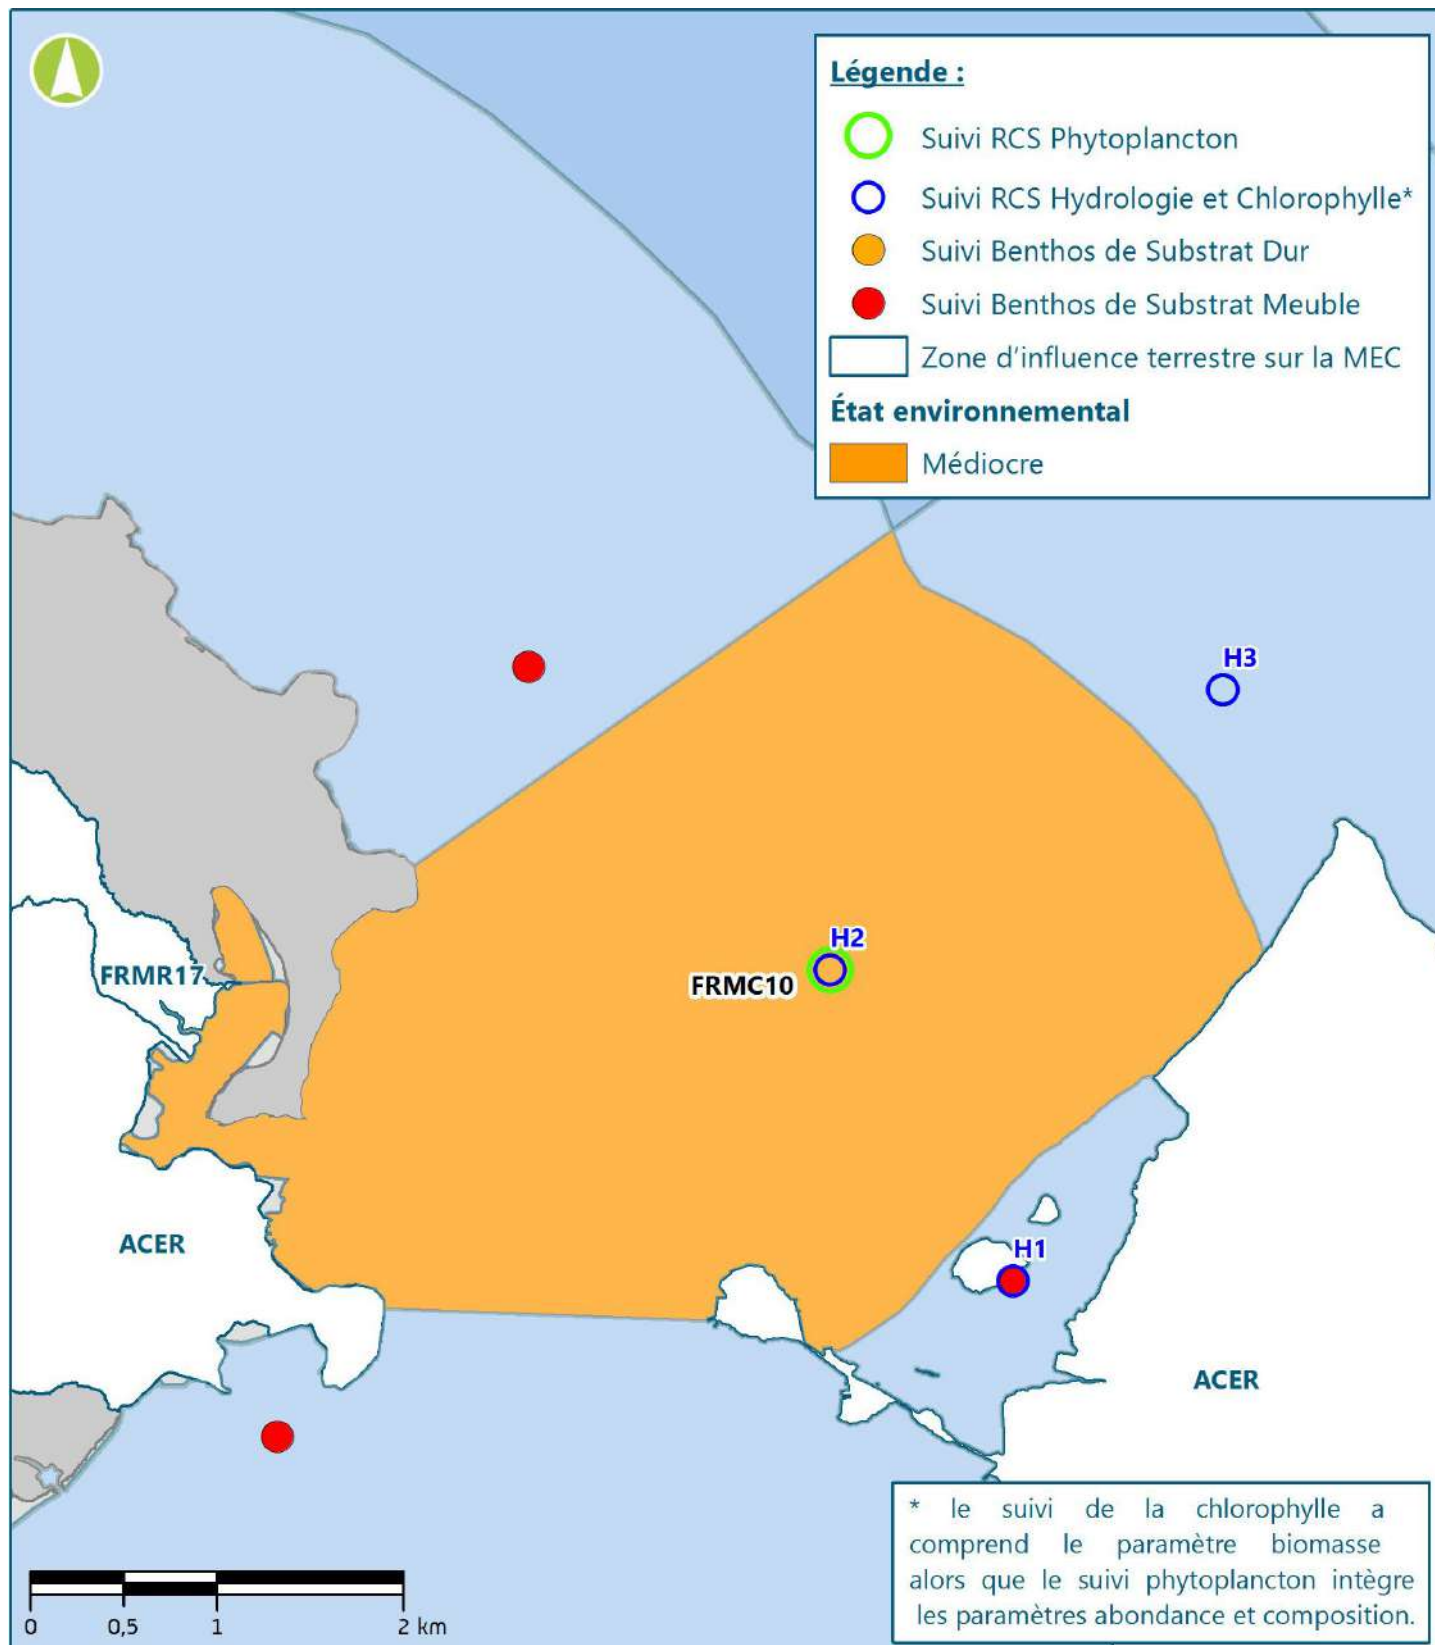 Légende :
Suivi RCS Phytoplancton
Suivi RCS Hydrologie et Chlorophylle*
Suivi Benthos de Substrat Dur
Suivi Benthos de Substrat Meuble
Zone d'influence terrestre sur la MEC
État environnemental
Médiocre
H3
H2
FRMC10
FRMR17
ACER
H1
ACER
* le suivi de la chlorophylle a
comprend le paramètre biomasse
alors que le suivi phytoplancton intègre
les paramètres abondance et composition.
0 0,5 1 2 km